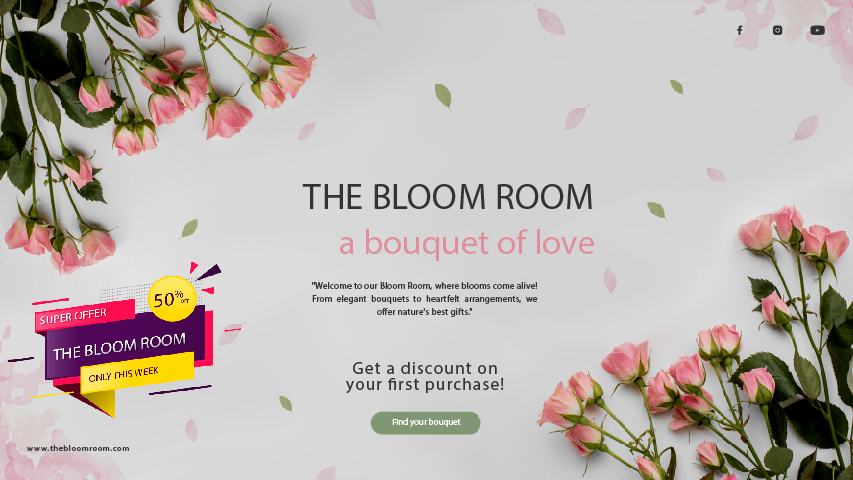 THE BLOOM ROOM
a bouquet of love
"Welcome to our Bloom Room, where blooms come alive!
From elegant bouquets to heartfelt arrangements, we
offer nature's best gifts."
50% OFF
SUPER OFFER
THE BLOOM ROOM
ONLY THIS WEEK
Get a discount on
your first purchase!
Find your bouquet
www.thebloomroom.com